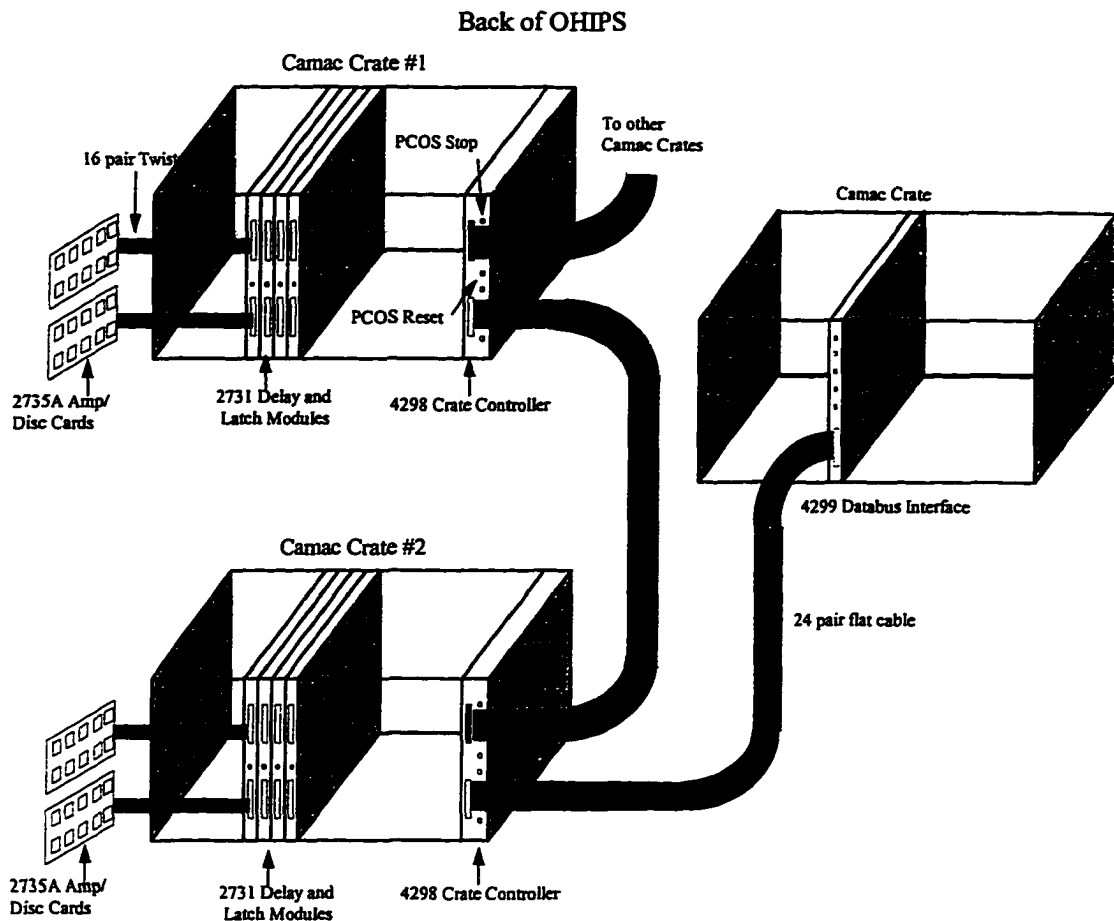 Back of OHIPS
Camac Crate #1
To other
Camac Crates
PCOS Stop
16 pair Twist
Camac Crate
PCOS Reset
2735A Amp/
Disc Cards
2731 Delay and
Latch Modules
4298 Crate Controller
4299 Databus Interface
Camac Crate #2
24 pair flat cable
2735A Amp/
Disc Cards
2731 Delay and
Latch Modules
4298 Crate Controller